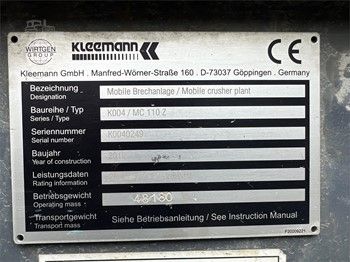 WIRTGEN GROUP
KLEEMANN
CE
Kleemann GmbH . Manfred-Wörner-Straße 160 . D-73037 Göppingen . Germany
Bezeichnung
Designation
Mobile Brechanlage / Mobile crusher plant
Baureihe / Typ
Series / Type
K004 / MC 110 Z
Seriennummer
Serial number
K0040249
Baujahr
Year of construction
Leistungsdaten
Rating information
Betriebsgewicht
Operating mass
Transportgewicht
Transport mass
Siehe Betriebsanleitung / See Instruction Manual